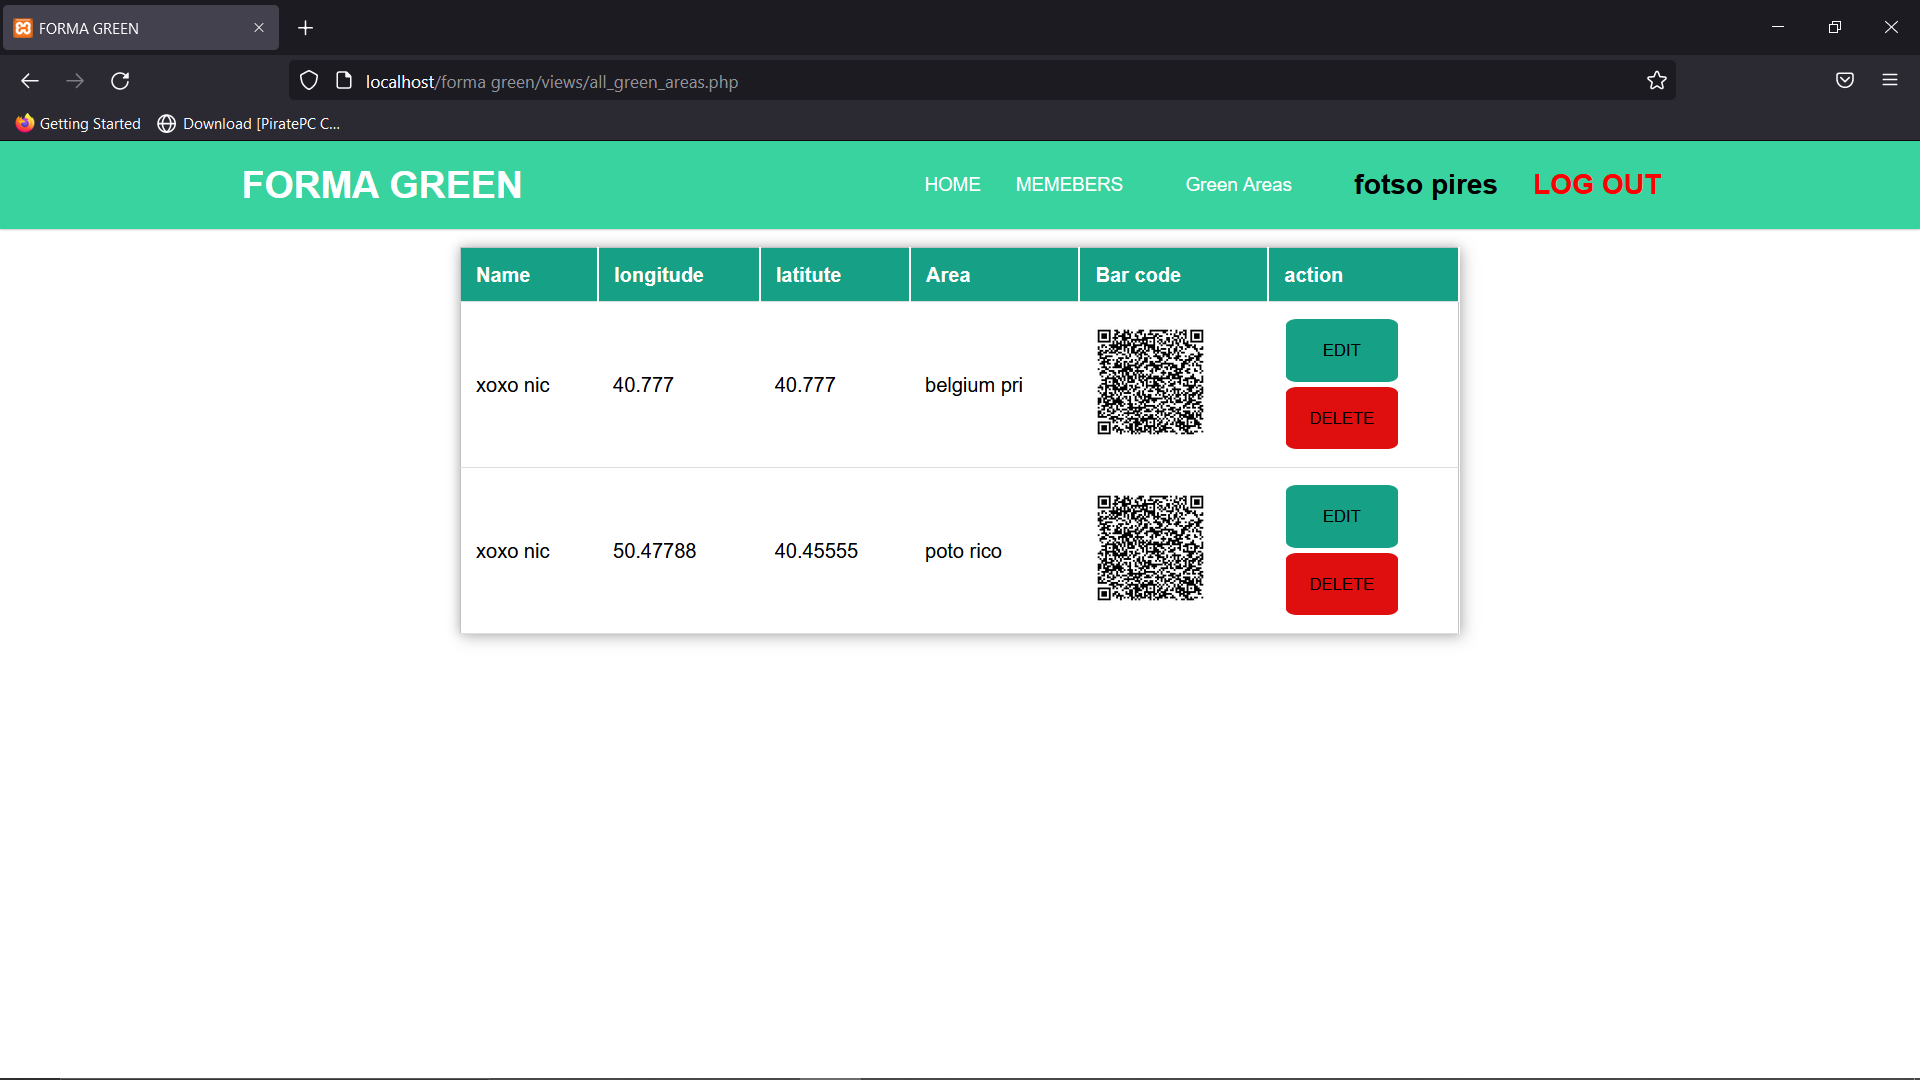 FORMA GREEN
localhost/forma green/views/all_green_areas.php
Getting Started Download [PiratePC C...
FORMA GREEN HOME MEMEBERS Green Areas fotso pires LOG OUT
Name longitude latitute Area Bar code action
EDIT
xoxo nic 40.777 40.777 belgium pri
DELETE
EDIT
xoxo nic 50.47788 40.45555 poto rico
DELETE